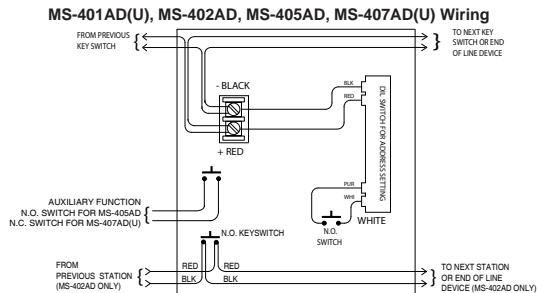 MS-401AD(U), MS-402AD, MS-405AD, MS-407AD(U) Wiring
FROM PREVIOUS
KEY SWITCH
TO NEXT KEY
SWITCH OR END
OF LINE DEVICE
- BLACK
+ RED
BLK
RED
DIL SWITCH FOR ADDRESS SETTING
PUR
WHI
WHITE
N.O.
SWITCH
AUXILIARY FUNCTION
N.O. SWITCH FOR MS-405AD
N.C. SWITCH FOR MS-407AD(U)
N.O. KEYSWITCH
FROM
PREVIOUS STATION
(MS-402AD ONLY)
RED RED
BLK BLK
TO NEXT STATION
OR END OF LINE
DEVICE (MS-402AD ONLY)